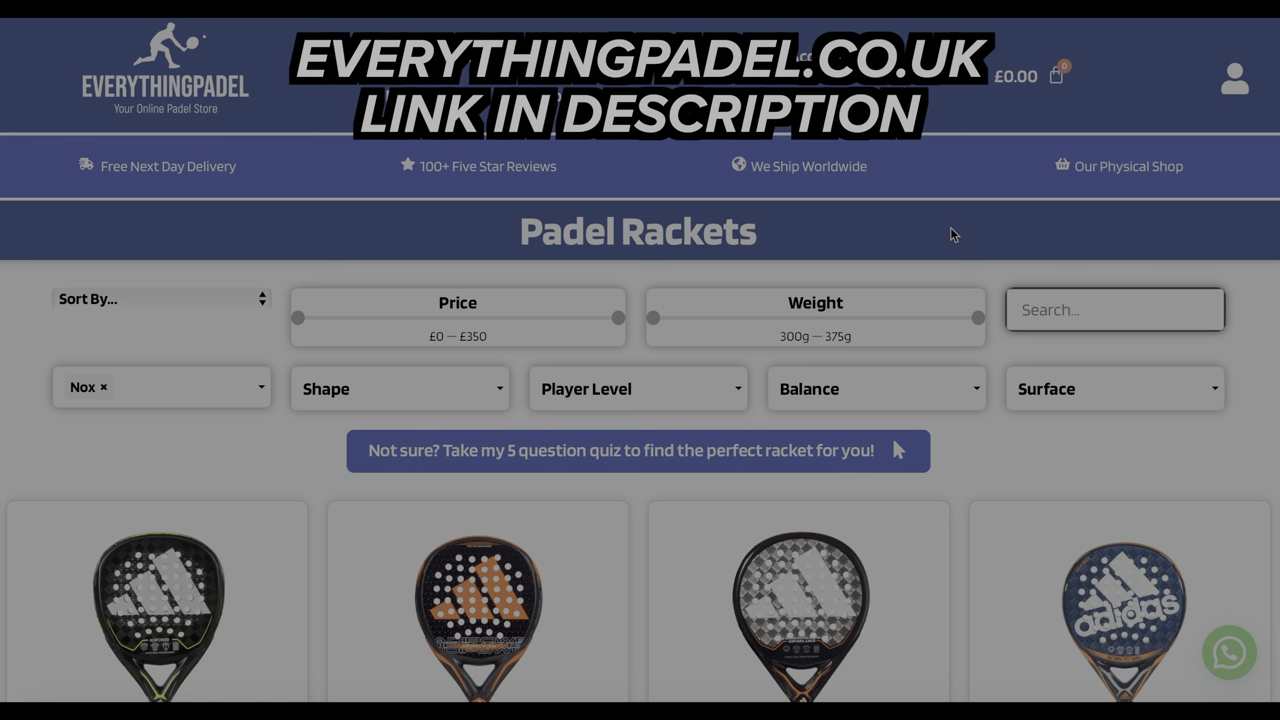 EVERYTHINGPADEL
Your Online Padel Store
EVERYTHINGPADEL.CO.UK
LINK IN DESCRIPTION
£0.00
0
Free Next Day Delivery
100+ Five Star Reviews
We Ship Worldwide
Our Physical Shop
Padel Rackets
Sort By...
Price
£0 — £350
Weight
300g — 375g
Search...
Nox ×
Shape
Player Level
Balance
Surface
Not sure? Take my 5 question quiz to find the perfect racket for you!
adidas